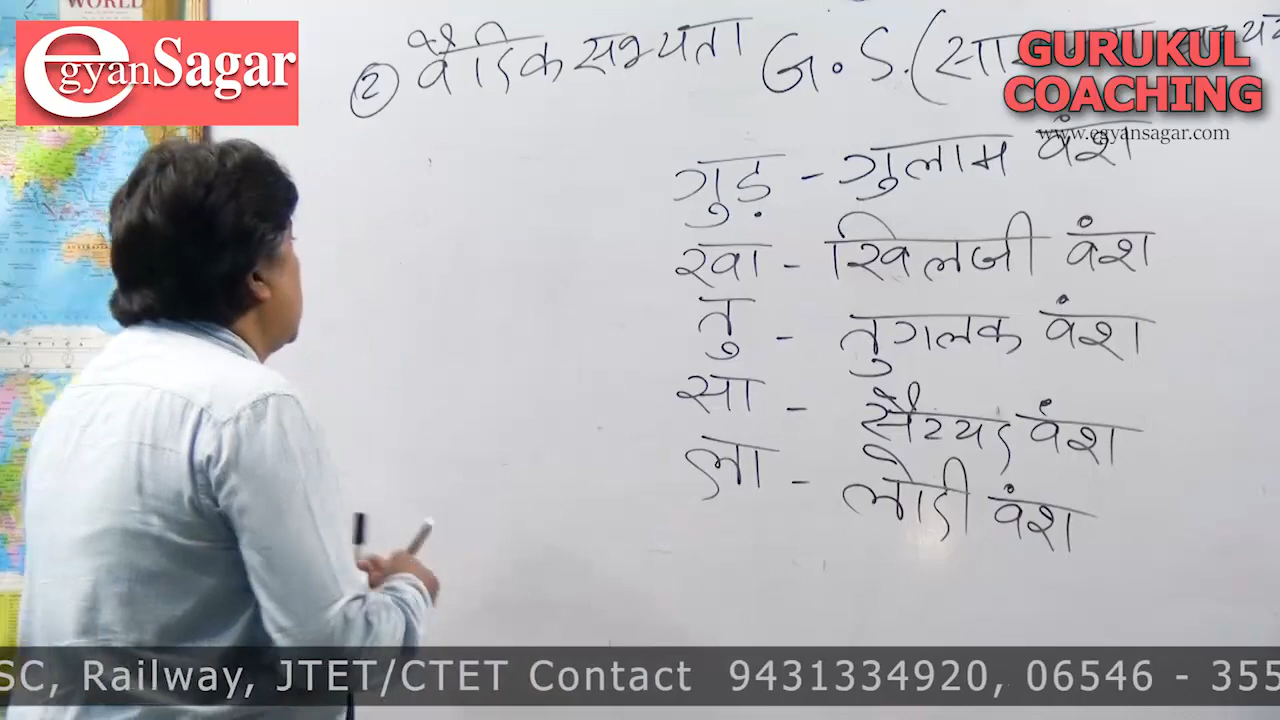 WORLD
egyanSagar
② वैदिक सभ्यता G.S. (सा
GURUKUL
COACHING
www.egyansagar.com
गुड़ - गुलाम वंश
खा - खिलजी वंश
तु - तुगलक वंश
सा - सैय्यद वंश
ला - लोदी वंश
SC, Railway, JTET/CTET Contact 9431334920, 06546 - 355